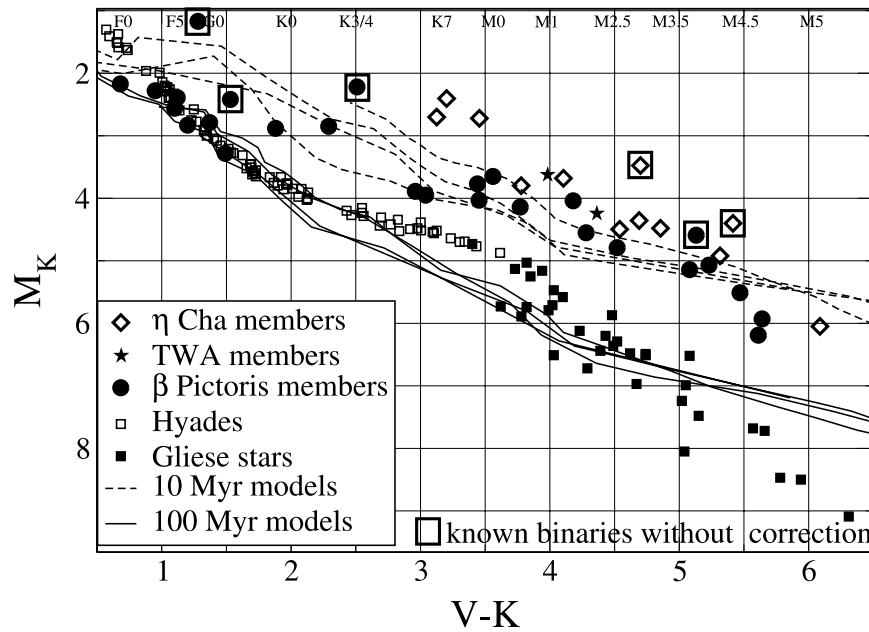 F0 F5 G0 K0 K3/4 K7 M0 M1 M2.5 M3.5 M4.5 M5
2
4
6
8
M_K
η Cha members
TWA members
β Pictoris members
Hyades
Gliese stars
10 Myr models
100 Myr models
known binaries without correction
1 2 3 4 5 6
V-K